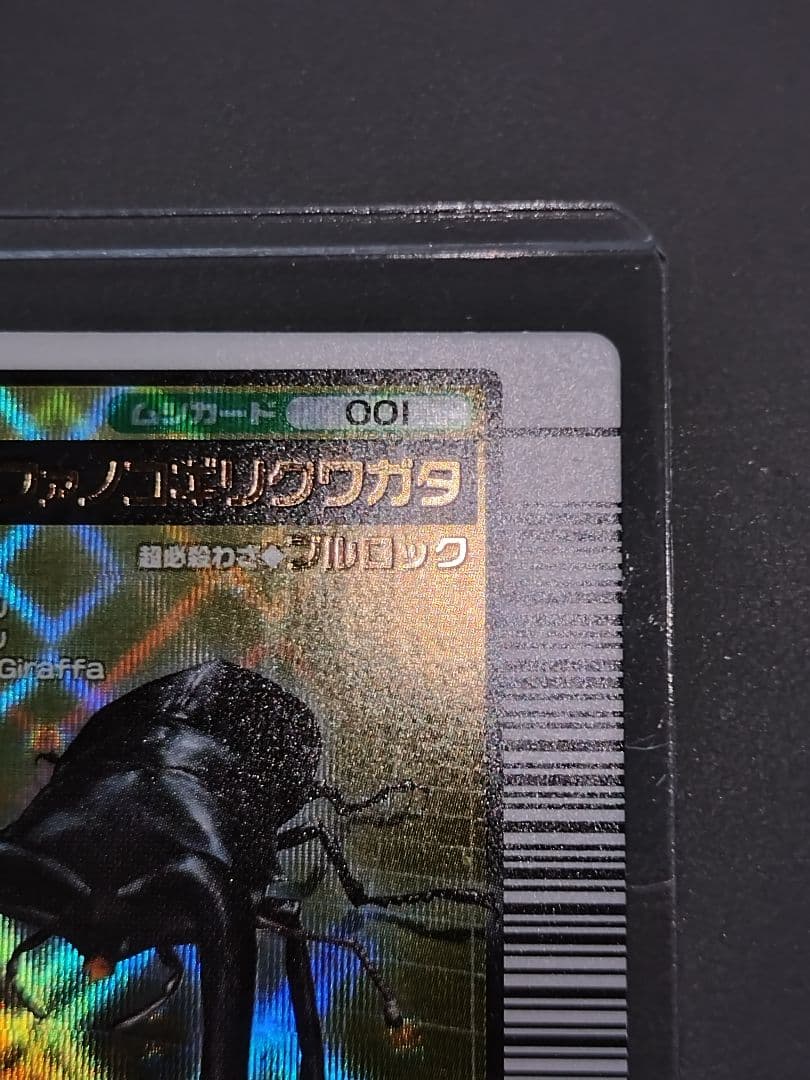 ムシカード 001
ファノコギリクワガタ
超必殺わざ◆ブルロック
Giraffa